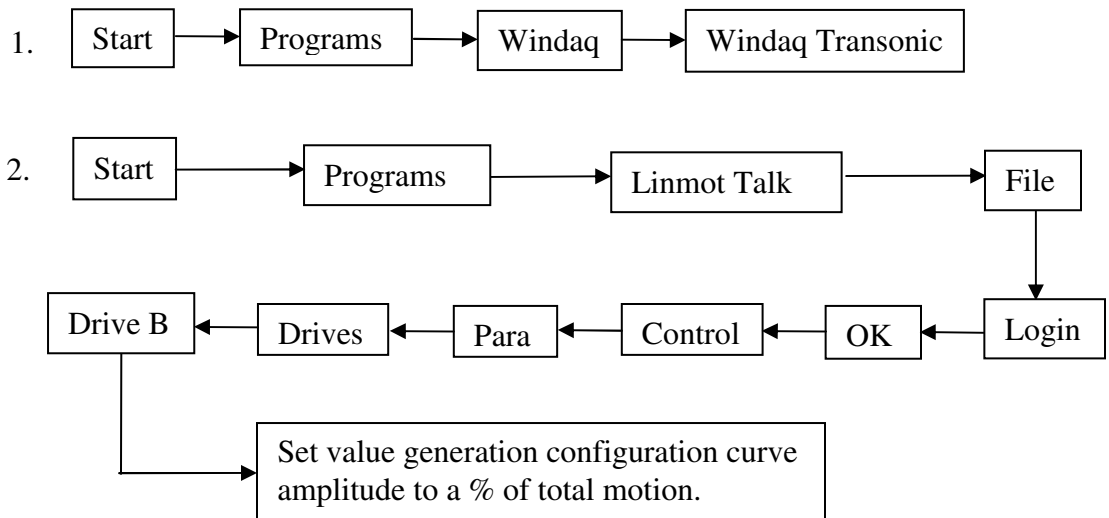 1. Start Programs Windaq Windaq Transonic
2. Start Programs Linmot Talk File
Login
OK
Control
Para
Drives
Drive B
Set value generation configuration curve
amplitude to a % of total motion.